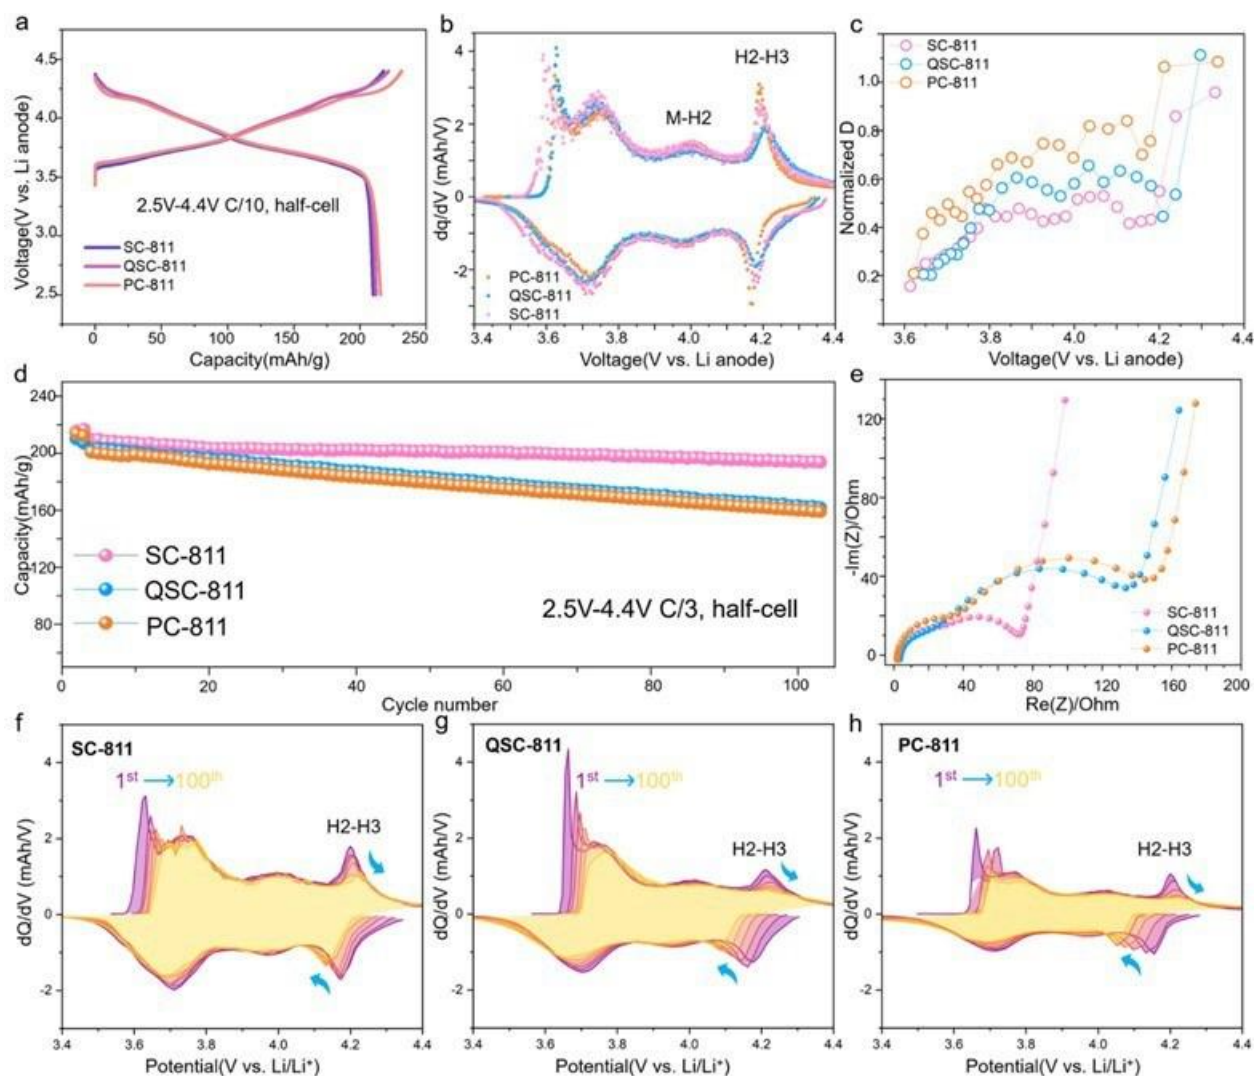 a
4.5
4.0
3.5
3.0
2.5
0
50
100
150
200
250
Voltage(V vs. Li anode)
Capacity(mAh/g)
2.5V-4.4V C/10, half-cell
SC-811
QSC-811
PC-811
b
4
2
0
-2
3.4
3.6
3.8
4.0
4.2
4.4
dq/dV (mAh/V)
Voltage(V vs. Li anode)
H2-H3
M-H2
PC-811
QSC-811
SC-811
c
1.0
0.8
0.6
0.4
0.2
3.6
3.8
4.0
4.2
4.4
Normalized D
Voltage(V vs. Li anode)
SC-811
QSC-811
PC-811
d
240
200
160
120
80
0
20
40
60
80
100
Capacity(mAh/g)
Cycle number
SC-811
QSC-811
PC-811
2.5V-4.4V C/3, half-cell
e
120
80
40
0
0
40
80
120
160
200
-Im(Z)/Ohm
Re(Z)/Ohm
SC-811
QSC-811
PC-811
f
SC-811
1st
100th
H2-H3
4
2
0
-2
3.4
3.6
3.8
4.0
4.2
4.4
dQ/dV (mAh/V)
Potential(V vs. Li/Li⁺)
g
QSC-811
1st
100th
H2-H3
4
2
0
-2
3.4
3.6
3.8
4.0
4.2
4.4
dQ/dV (mAh/V)
Potential(V vs. Li/Li⁺)
h
PC-811
1st
100th
H2-H3
4
2
0
-2
3.4
3.6
3.8
4.0
4.2
4.4
dQ/dV (mAh/V)
Potential(V vs. Li/Li⁺)